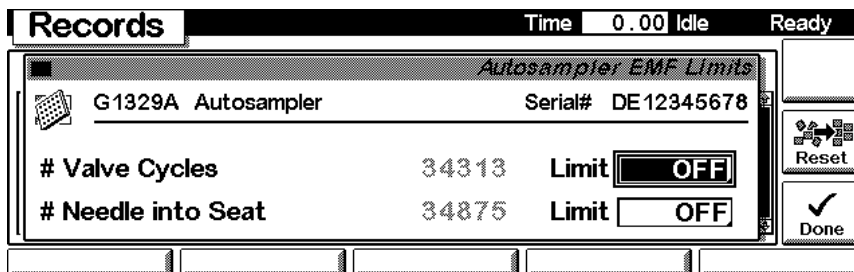 Records Time 0.00 Idle Ready
Autosampler EMF Limits
G1329A Autosampler Serial# DE12345678
# Valve Cycles 34313 Limit OFF
Reset
# Needle into Seat 34875 Limit OFF
Done